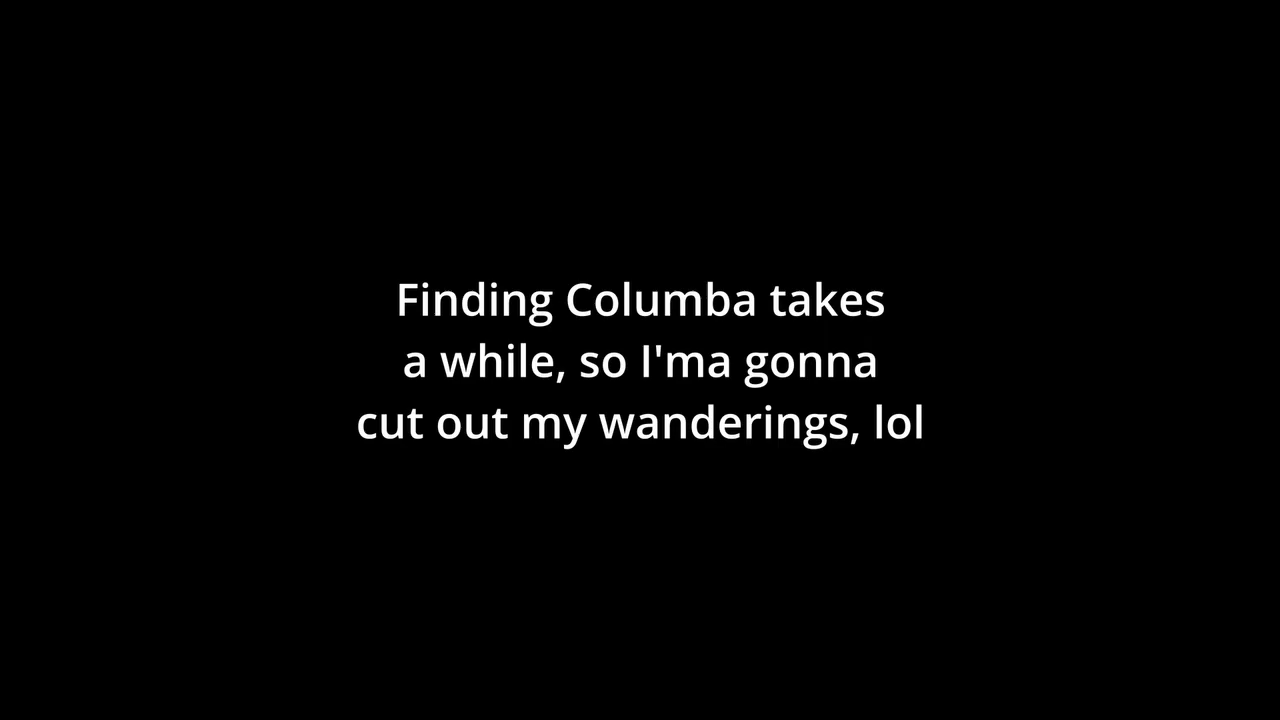 Finding Columba takes
a while, so I'ma gonna
cut out my wanderings, lol